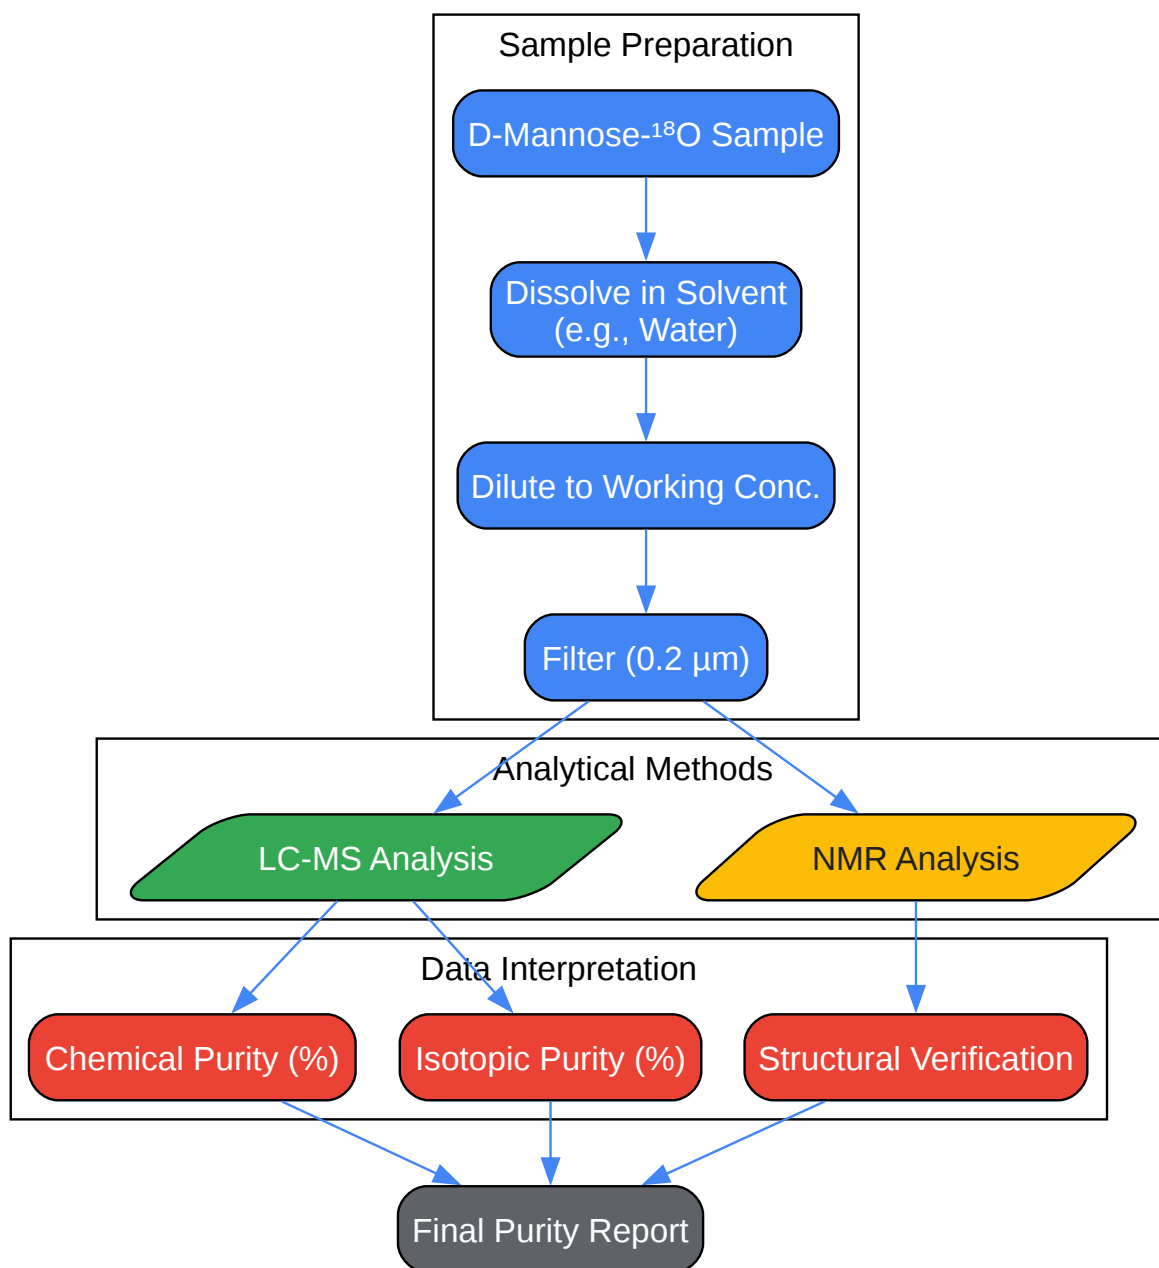 Sample Preparation
D-Mannose-¹⁸O Sample
Dissolve in Solvent
(e.g., Water)
Dilute to Working Conc.
Filter (0.2 µm)
Analytical Methods
LC-MS Analysis
NMR Analysis
Data Interpretation
Chemical Purity (%)
Isotopic Purity (%)
Structural Verification
Final Purity Report